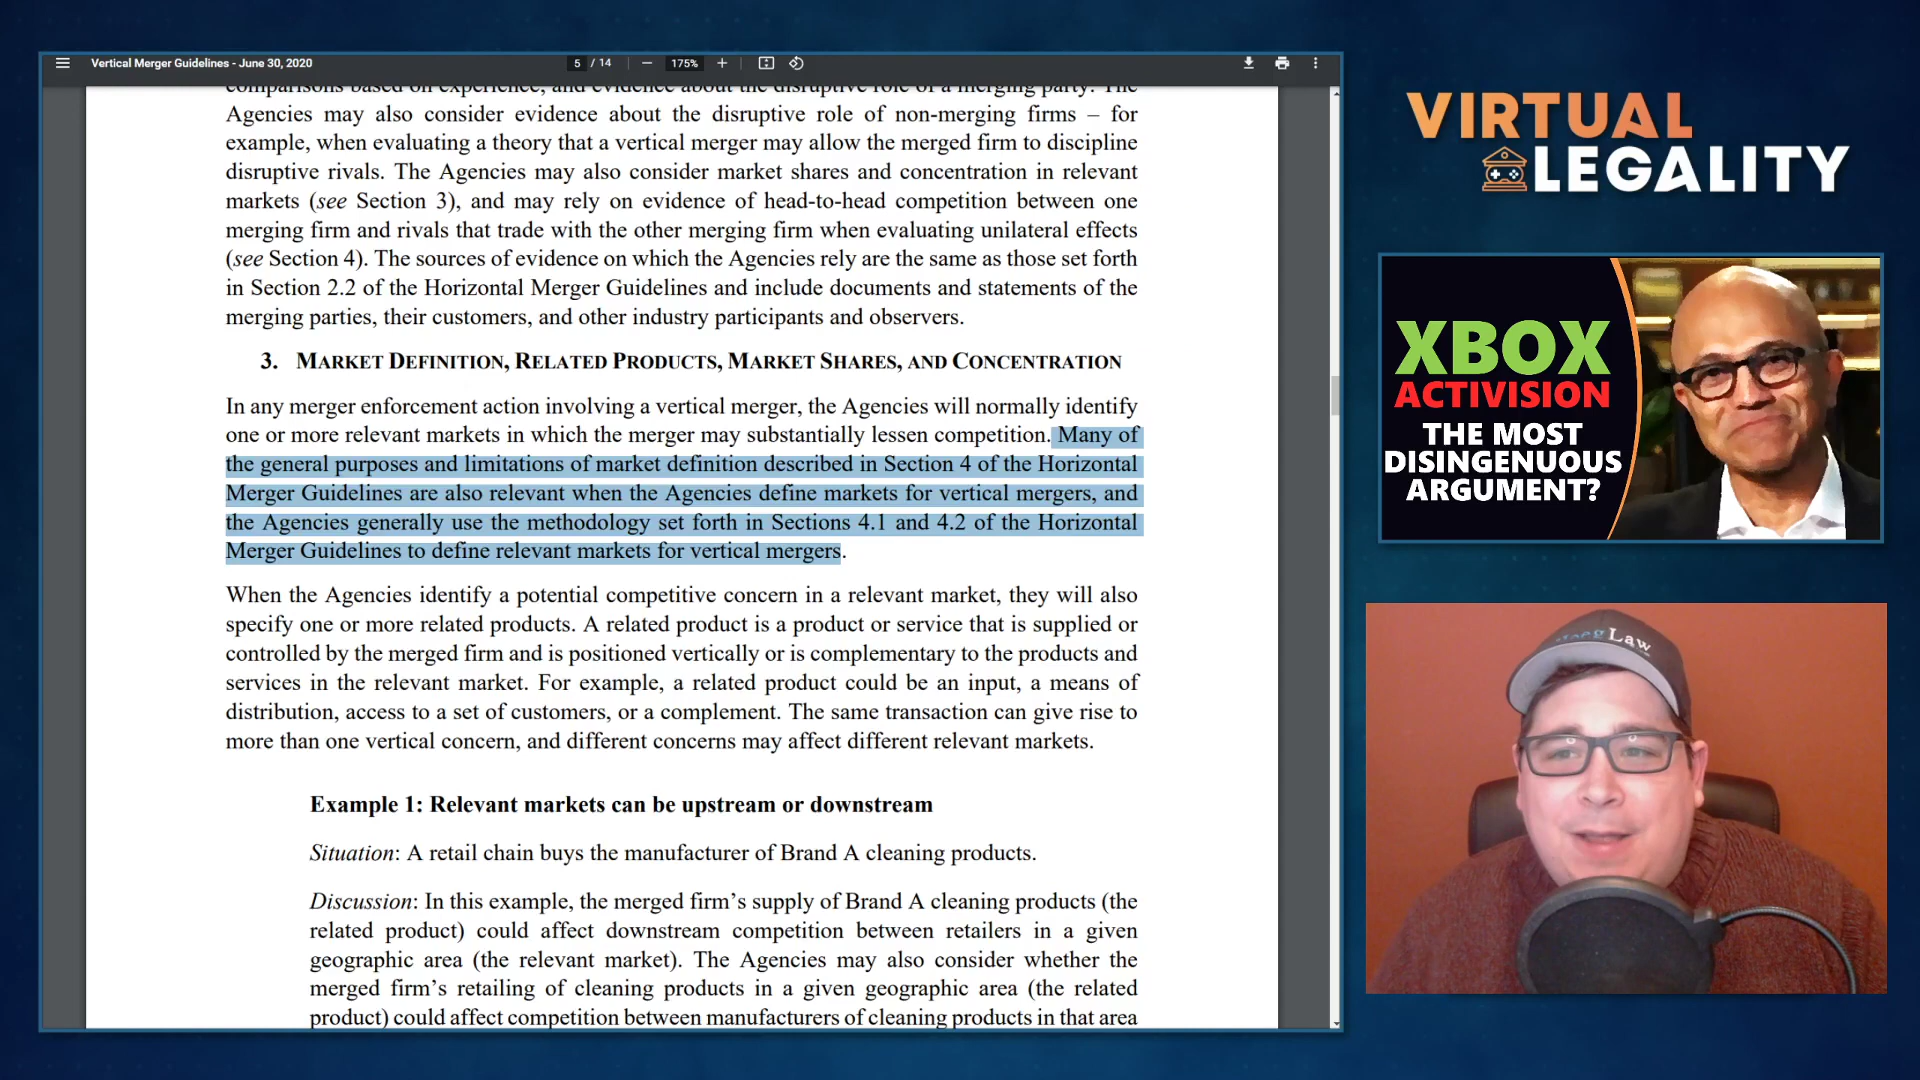 Vertical Merger Guidelines - June 30, 2020
5 / 14
175%
comparisons based on experience, and evidence about the disruptive role of a merging party. The
Agencies may also consider evidence about the disruptive role of non-merging firms – for
example, when evaluating a theory that a vertical merger may allow the merged firm to discipline
disruptive rivals. The Agencies may also consider market shares and concentration in relevant
markets (see Section 3), and may rely on evidence of head-to-head competition between one
merging firm and rivals that trade with the other merging firm when evaluating unilateral effects
(see Section 4). The sources of evidence on which the Agencies rely are the same as those set forth
in Section 2.2 of the Horizontal Merger Guidelines and include documents and statements of the
merging parties, their customers, and other industry participants and observers.
3. MARKET DEFINITION, RELATED PRODUCTS, MARKET SHARES, AND CONCENTRATION
In any merger enforcement action involving a vertical merger, the Agencies will normally identify
one or more relevant markets in which the merger may substantially lessen competition. Many of
the general purposes and limitations of market definition described in Section 4 of the Horizontal
Merger Guidelines are also relevant when the Agencies define markets for vertical mergers, and
the Agencies generally use the methodology set forth in Sections 4.1 and 4.2 of the Horizontal
Merger Guidelines to define relevant markets for vertical mergers.
When the Agencies identify a potential competitive concern in a relevant market, they will also
specify one or more related products. A related product is a product or service that is supplied or
controlled by the merged firm and is positioned vertically or is complementary to the products and
services in the relevant market. For example, a related product could be an input, a means of
distribution, access to a set of customers, or a complement. The same transaction can give rise to
more than one vertical concern, and different concerns may affect different relevant markets.
Example 1: Relevant markets can be upstream or downstream
Situation: A retail chain buys the manufacturer of Brand A cleaning products.
Discussion: In this example, the merged firm's supply of Brand A cleaning products (the
related product) could affect downstream competition between retailers in a given
geographic area (the relevant market). The Agencies may also consider whether the
merged firm's retailing of cleaning products in a given geographic area (the related
product) could affect competition between manufacturers of cleaning products in that area
VIRTUAL
LEGALITY
XBOX
ACTIVISION
THE MOST
DISINGENUOUS
ARGUMENT?
Law